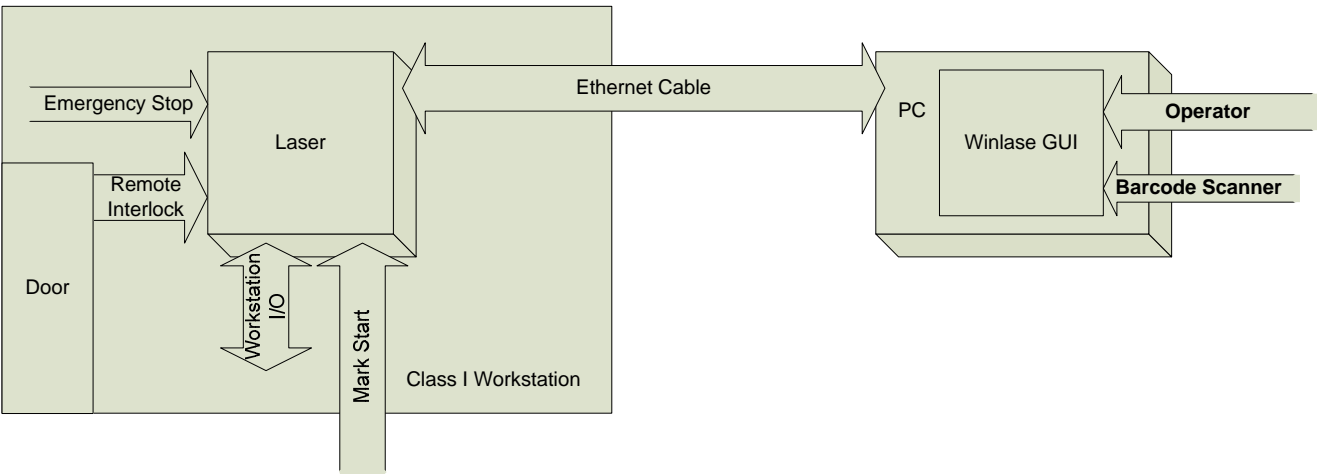 Emergency Stop
Laser
Ethernet Cable
PC
Winlase GUI
Operator
Barcode Scanner
Remote
Interlock
Door
Workstation
I/O
Mark Start
Class I Workstation